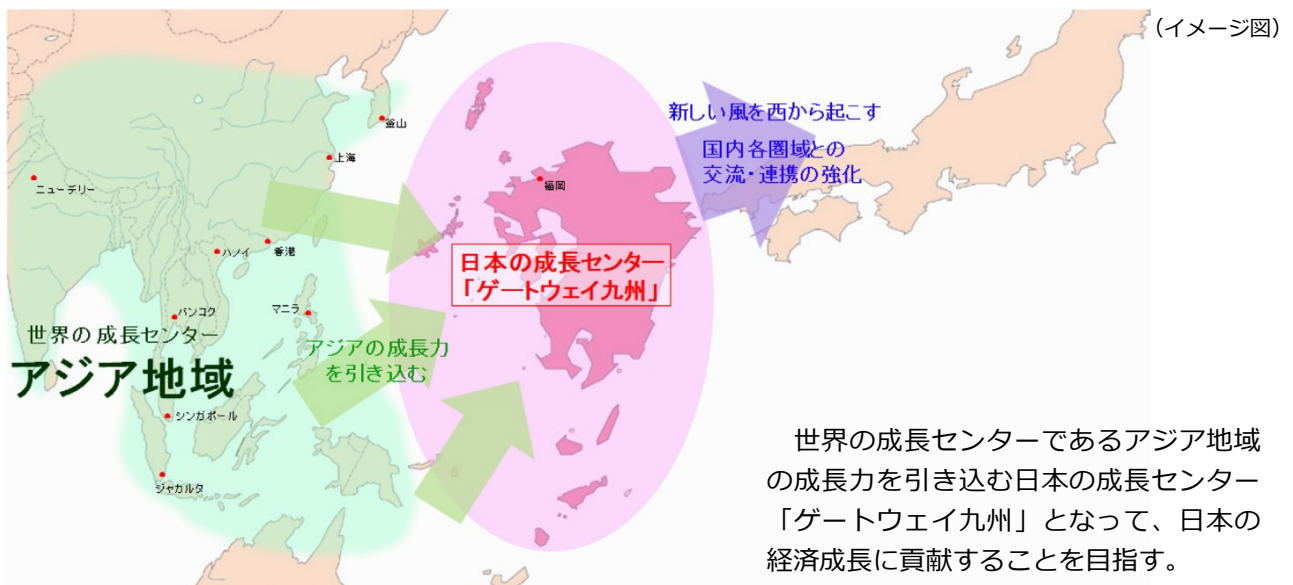 (イメージ図)
新しい風を西から起こす
国内各圏域との
交流・連携の強化
釜山
上海
ニューデリー
福岡
ハノイ
香港
日本の成長センター
「ゲートウェイ九州」
バンコク
マニラ
世界の成長センター
アジア地域
アジアの成長力
を引き込む
シンガポール
ジャカルタ
世界の成長センターであるアジア地域
の成長力を引き込む日本の成長センター
「ゲートウェイ九州」となって、日本の
経済成長に貢献することを目指す。